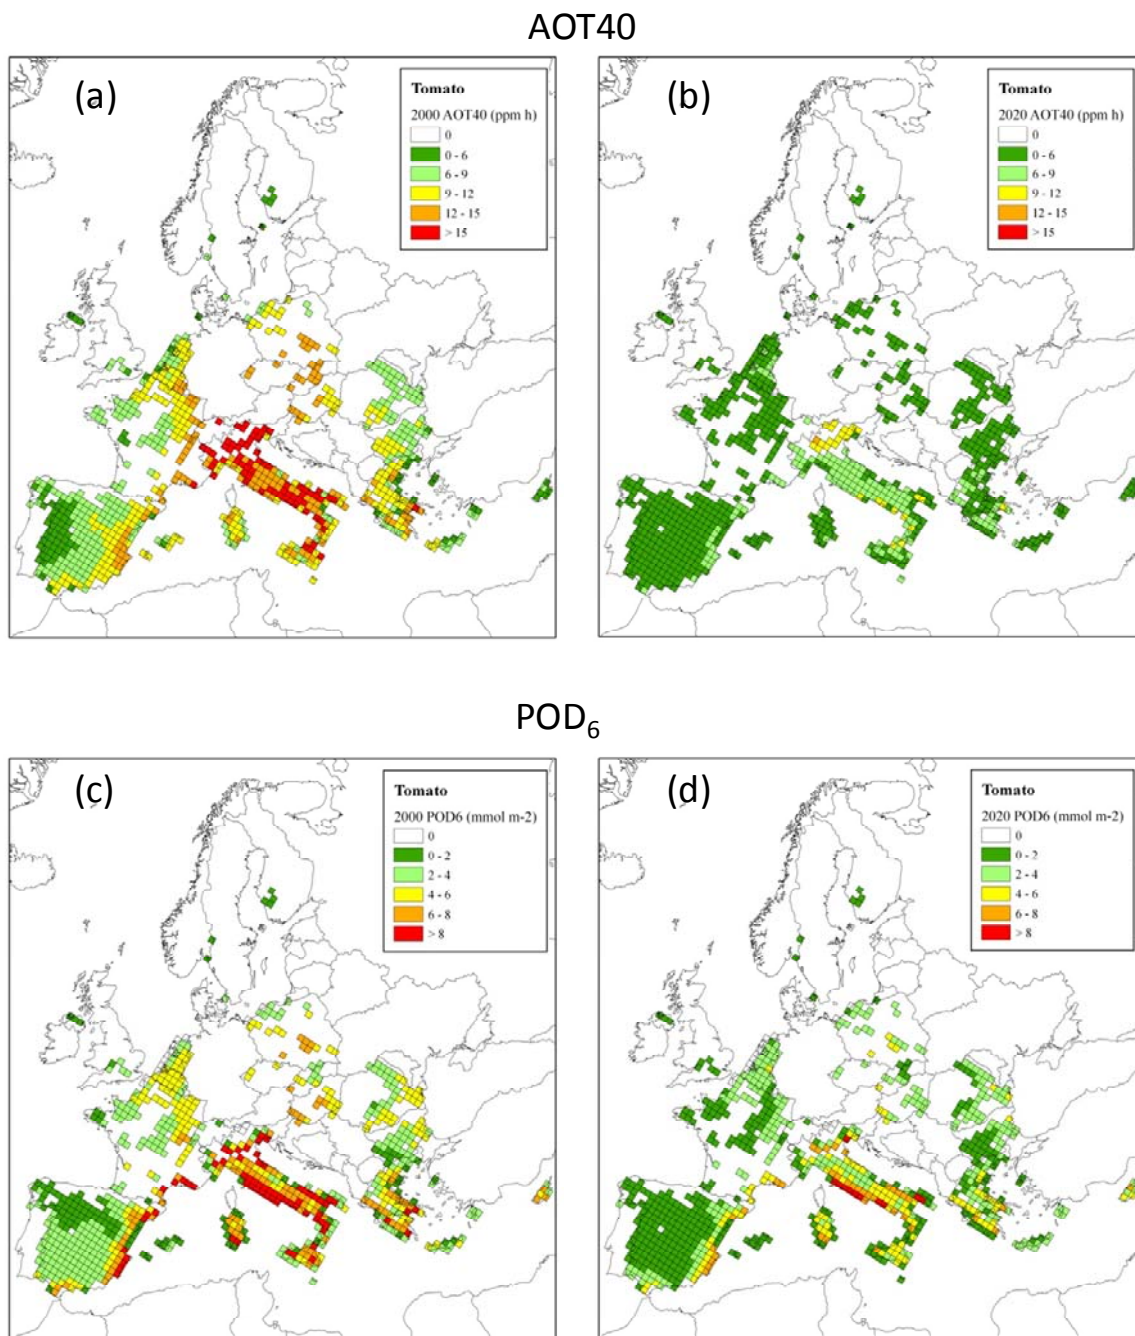 AOT40
(a)
Tomato
2000 AOT40 (ppm h)
0
0 - 6
6 - 9
9 - 12
12 - 15
> 15
(b)
Tomato
2020 AOT40 (ppm h)
0
0 - 6
6 - 9
9 - 12
12 - 15
> 15
POD6
(c)
Tomato
2000 POD6 (mmol m-2)
0
0 - 2
2 - 4
4 - 6
6 - 8
> 8
(d)
Tomato
2020 POD6 (mmol m-2)
0
0 - 2
2 - 4
4 - 6
6 - 8
> 8